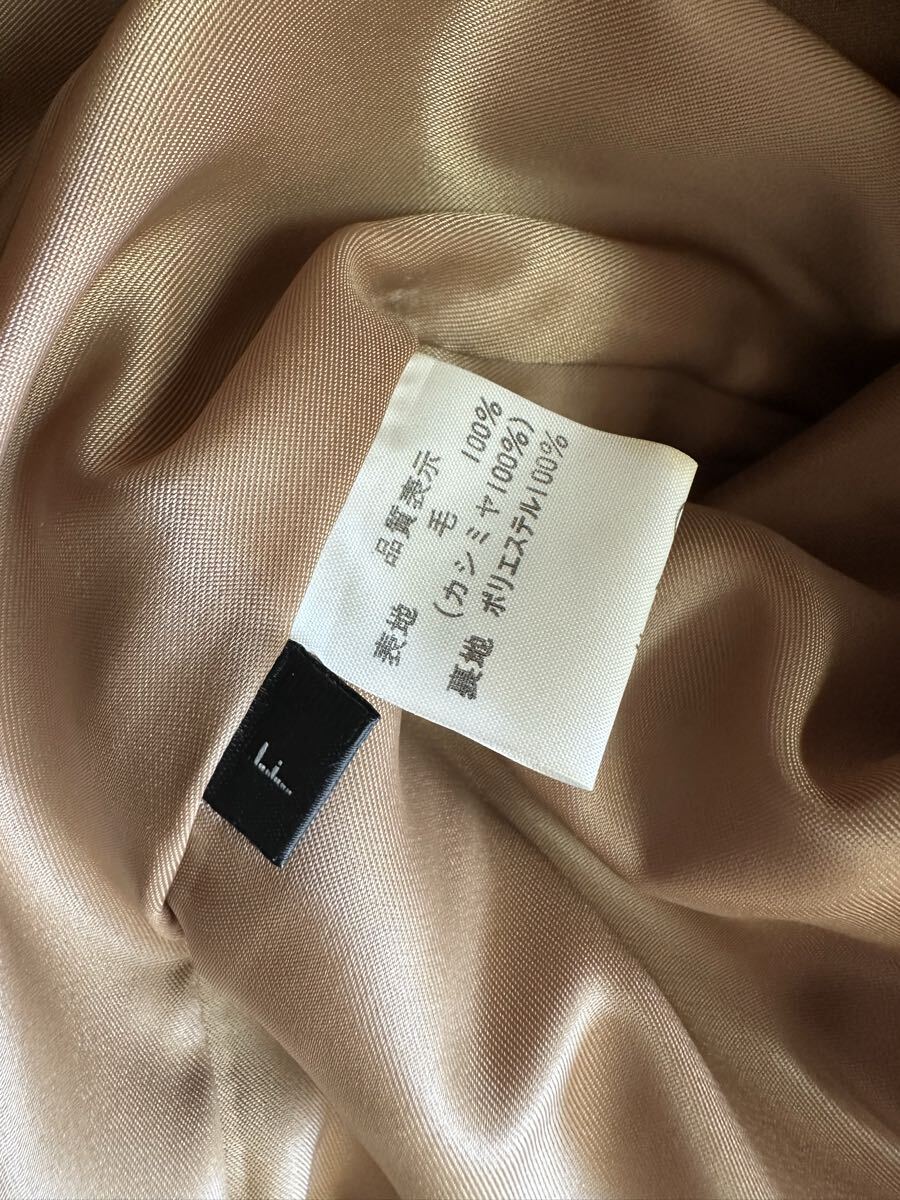 品質表示
表地 毛 100%
(カシミヤ100%)
裏地 ポリエステル100%
F